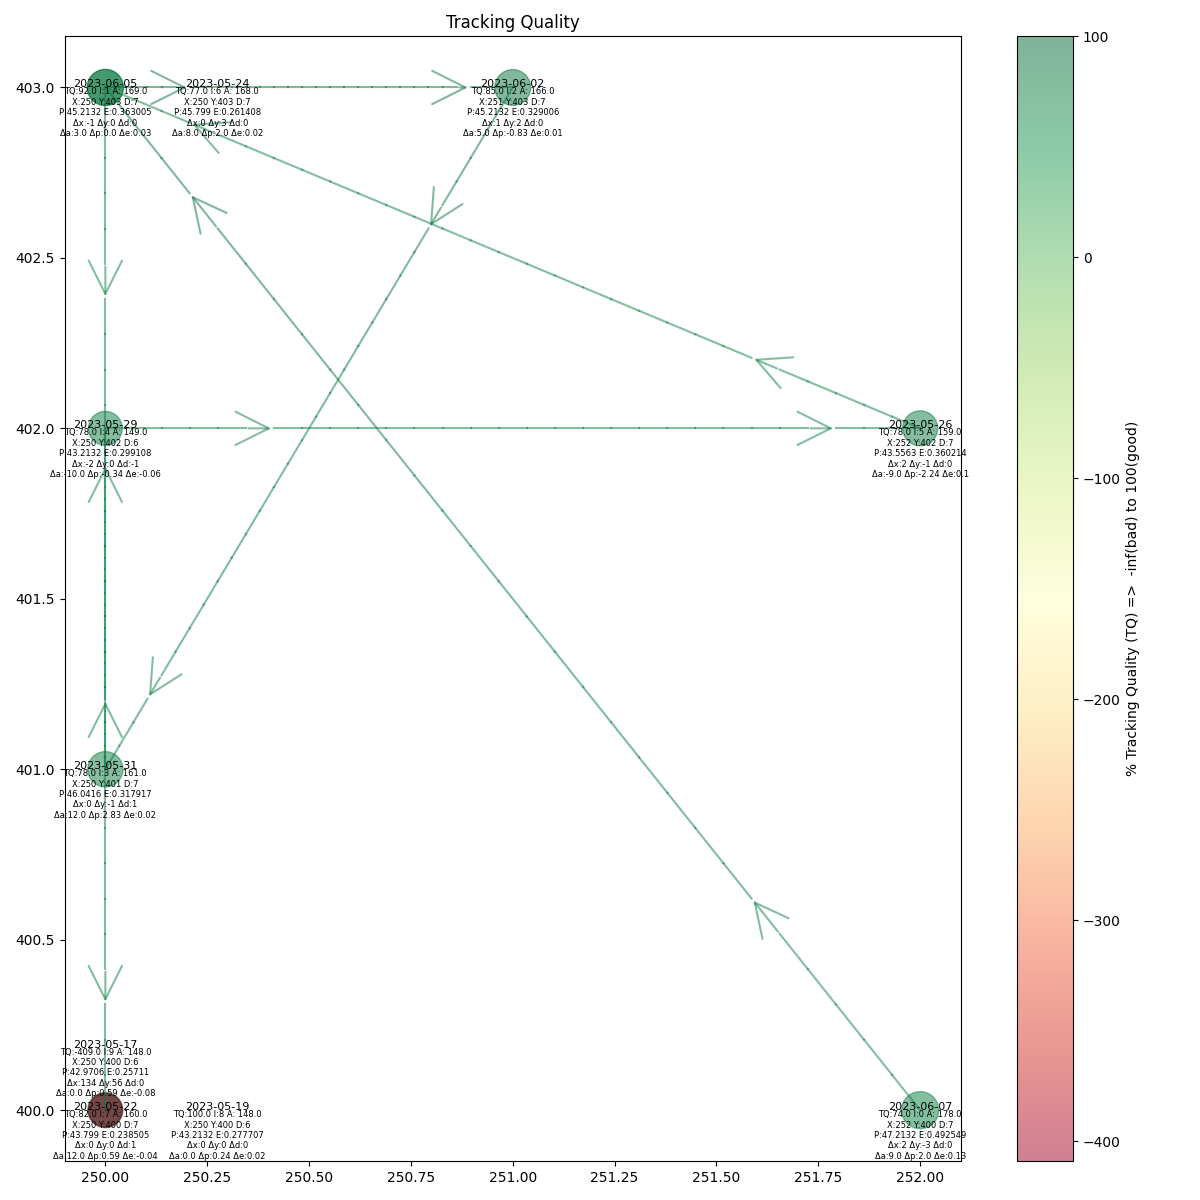 Tracking Quality
403.0
402.5
402.0
401.5
401.0
400.5
400.0
2023-06-05
TQ:92.0 I:1 A: 169.0
X:250 Y:403 D:7
P:45.2132 E:0.363005
Δx:-1 Δy:0 Δd:0
Δa:3.0 Δp:0.0 Δe:0.03
2023-05-24
TQ:77.0 I:6 A: 168.0
X:250 Y:403 D:7
P:45.799 E:0.261408
Δx:0 Δy:3 Δd:0
Δa:8.0 Δp:2.0 Δe:0.02
2023-06-02
TQ:85.0 I:2 A: 166.0
X:251 Y:403 D:7
P:45.2132 E:0.329006
Δx:1 Δy:2 Δd:0
Δa:5.0 Δp:-0.83 Δe:0.01
2023-05-29
TQ:78.0 I:4 A: 149.0
X:250 Y:402 D:6
P:43.2132 E:0.299108
Δx:-2 Δy:0 Δd:-1
Δa:-10.0 Δp:-0.34 Δe:-0.06
2023-05-26
TQ:78.0 I:5 A: 159.0
X:252 Y:402 D:7
P:43.5563 E:0.360214
Δx:2 Δy:-1 Δd:0
Δa:-9.0 Δp:-2.24 Δe:0.1
2023-05-31
TQ:78.0 I:3 A: 161.0
X:250 Y:401 D:7
P:46.0416 E:0.317917
Δx:0 Δy:-1 Δd:1
Δa:12.0 Δp:2.83 Δe:0.02
2023-05-17
TQ:-409.0 I:9 A: 148.0
X:250 Y:400 D:6
P:42.9706 E:0.25711
Δx:134 Δy:56 Δd:0
Δa:0.0 Δp:0.59 Δe:-0.08
2023-05-22
TQ:82.0 I:7 A: 160.0
X:250 Y:400 D:7
P:43.799 E:0.238505
Δx:0 Δy:0 Δd:1
Δa:12.0 Δp:0.59 Δe:-0.04
2023-05-19
TQ:100.0 I:8 A: 148.0
X:250 Y:400 D:6
P:43.2132 E:0.277707
Δx:0 Δy:0 Δd:0
Δa:0.0 Δp:0.24 Δe:0.02
2023-06-07
TQ:74.0 I:0 A: 178.0
X:252 Y:400 D:7
P:47.2132 E:0.492549
Δx:2 Δy:-3 Δd:0
Δa:9.0 Δp:2.0 Δe:0.13
250.00 250.25 250.50 250.75 251.00 251.25 251.50 251.75 252.00
100
0
−100
−200
−300
−400
% Tracking Quality (TQ) => -inf(bad) to 100(good)